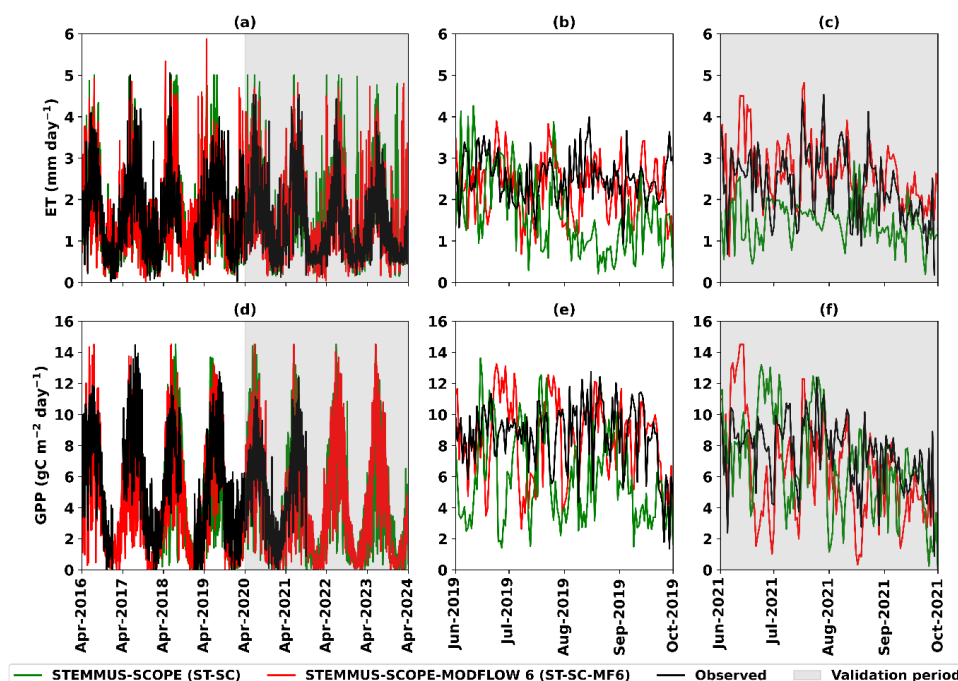 (a)
(b)
(c)
6
5
4
3
2
1
0
ET (mm day⁻¹)
6
5
4
3
2
1
0
6
5
4
3
2
1
0
(d)
(e)
(f)
16
14
12
10
8
6
4
2
0
GPP (gC m⁻² day⁻¹)
16
14
12
10
8
6
4
2
0
16
14
12
10
8
6
4
2
0
Apr-2016
Apr-2017
Apr-2018
Apr-2019
Apr-2020
Apr-2021
Apr-2022
Apr-2023
Apr-2024
Jun-2019
Jul-2019
Aug-2019
Sep-2019
Oct-2019
Jun-2021
Jul-2021
Aug-2021
Sep-2021
Oct-2021
STEMMUS-SCOPE (ST-SC) STEMMUS-SCOPE-MODFLOW 6 (ST-SC-MF6) Observed Validation period